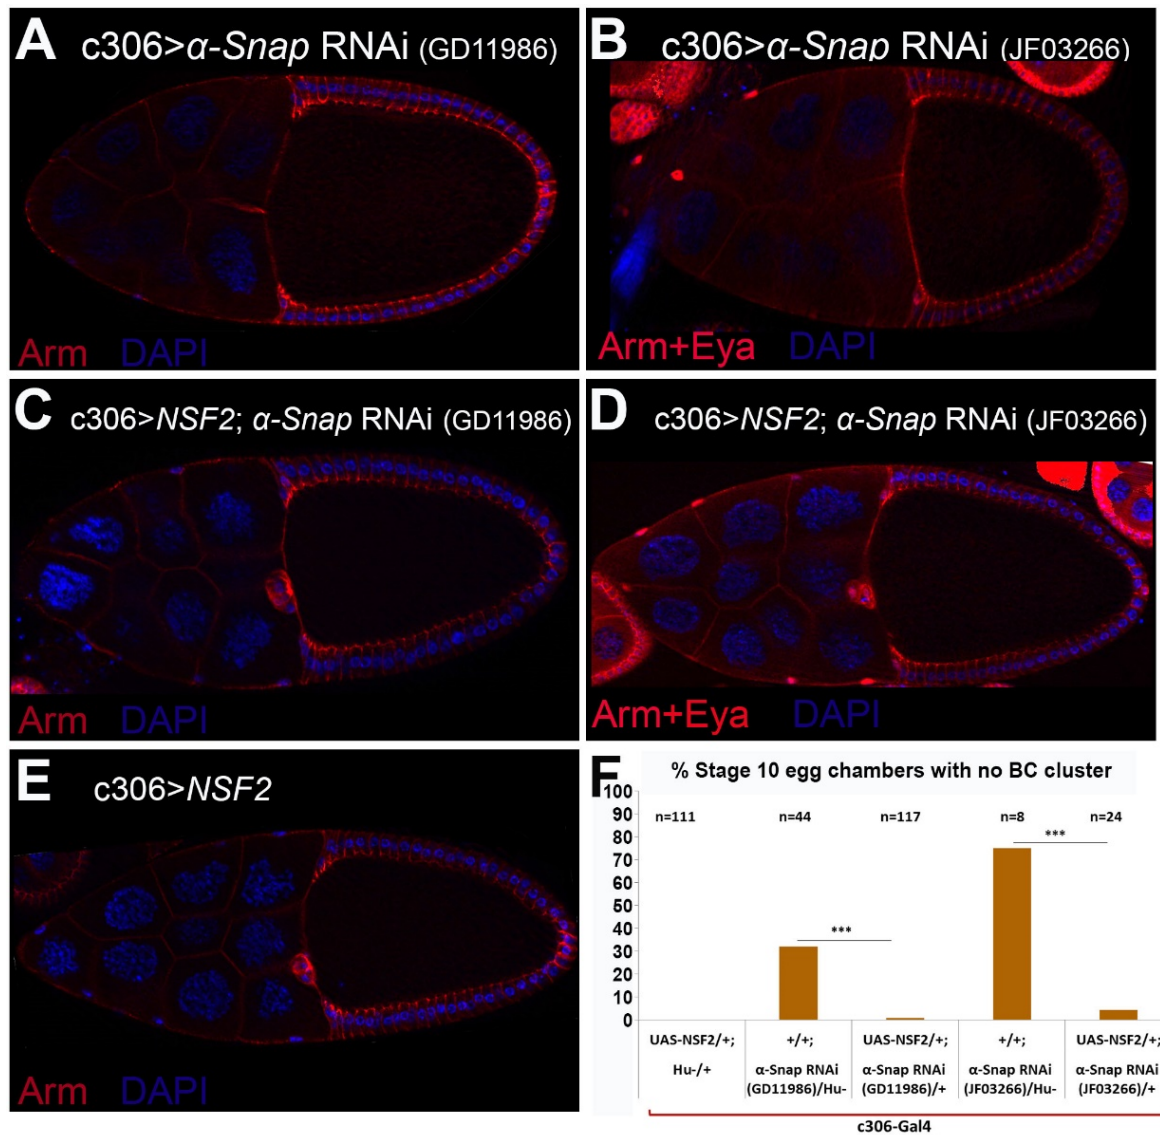 A c306>α-Snap RNAi (GD11986)
Arm DAPI
B c306>α-Snap RNAi (JF03266)
Arm+Eya DAPI
C c306>NSF2; α-Snap RNAi (GD11986)
Arm DAPI
D c306>NSF2; α-Snap RNAi (JF03266)
Arm+Eya DAPI
E c306>NSF2
Arm DAPI
F % Stage 10 egg chambers with no BC cluster
100
90
80
70
60
50
40
30
20
10
0
n=111 n=44 n=117 n=8 n=24
*** ***
UAS-NSF2/+; +/+; UAS-NSF2/+; +/+; UAS-NSF2/+;
Hu-/+ α-Snap RNAi α-Snap RNAi α-Snap RNAi α-Snap RNAi
(GD11986)/Hu- (GD11986)/+ (JF03266)/Hu- (JF03266)/+
c306-Gal4